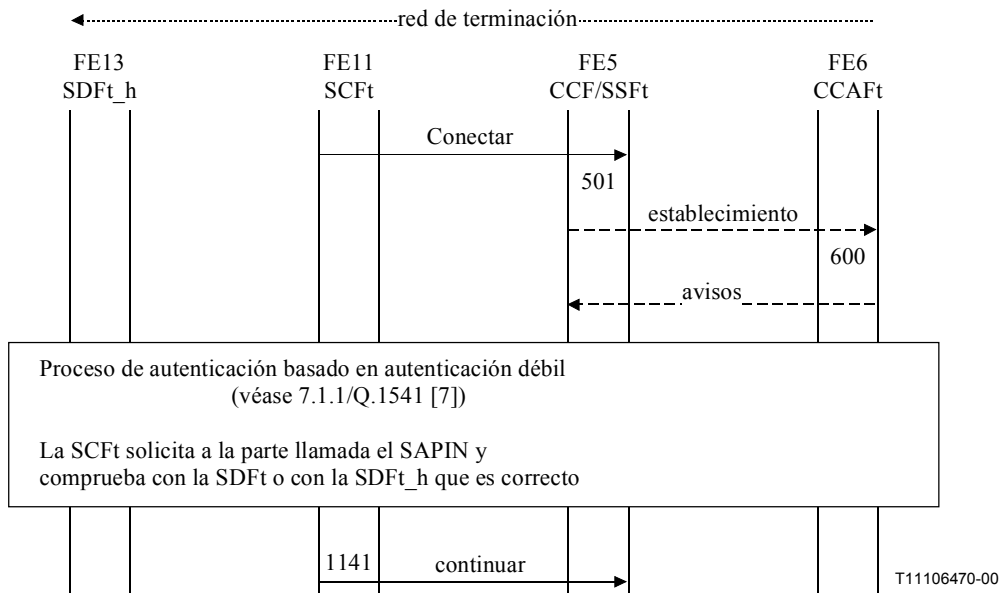 red de terminación
FE13 FE11 FE5 FE6
SDFt_h SCFt CCF/SSFt CCAFt
Conectar
501
establecimiento
600
avisos
Proceso de autenticación basado en autenticación débil
(véase 7.1.1/Q.1541 [7])
La SCFt solicita a la parte llamada el SAPIN y
comprueba con la SDFt o con la SDFt_h que es correcto
1141 continuar
T11106470-00